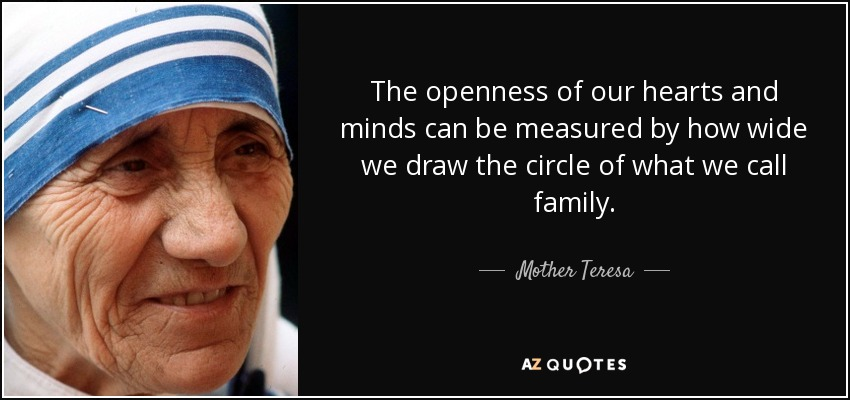 The openness of our hearts and
minds can be measured by how wide
we draw the circle of what we call
family.
Mother Teresa
AZ QUOTES